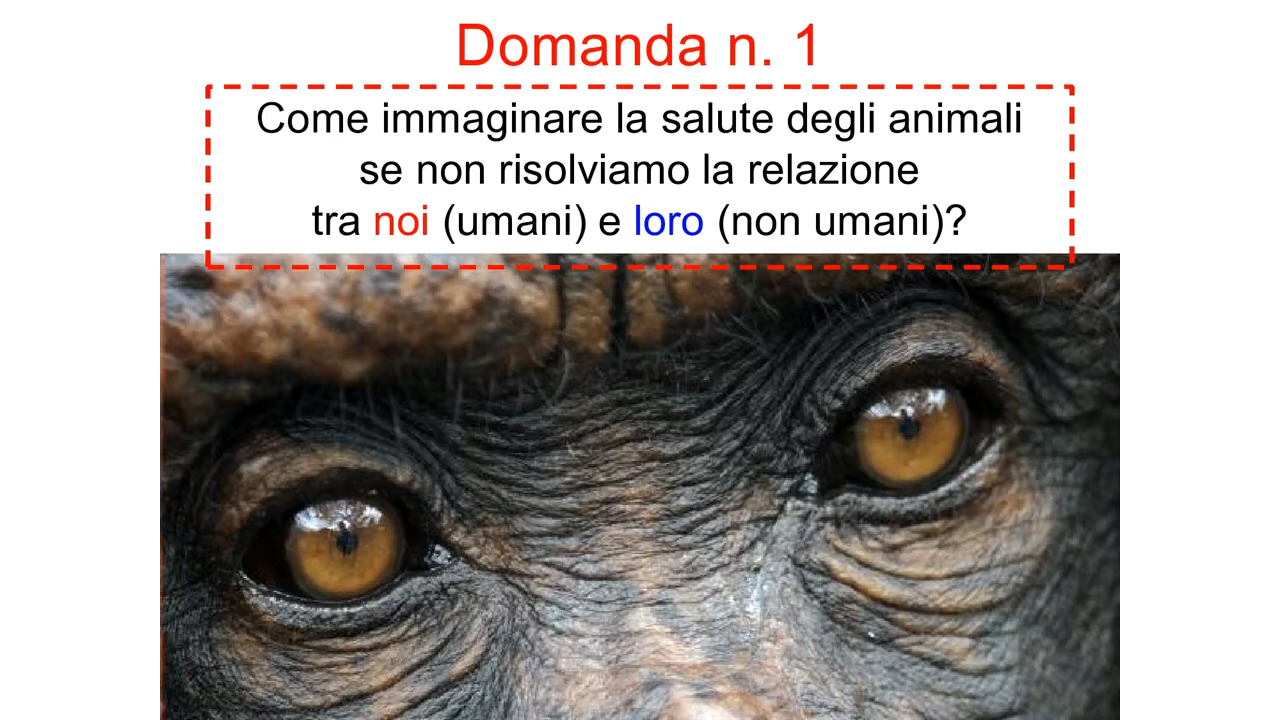 Domanda n. 1
Come immaginare la salute degli animali
se non risolviamo la relazione
tra noi (umani) e loro (non umani)?